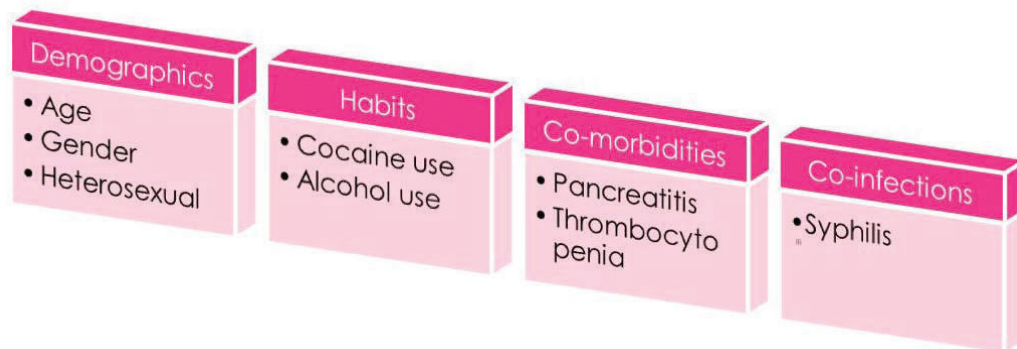 Demographics
• Age
• Gender
• Heterosexual
Habits
• Cocaine use
• Alcohol use
Co-morbidities
• Pancreatitis
• Thrombocyto
penia
Co-infections
•Syphilis